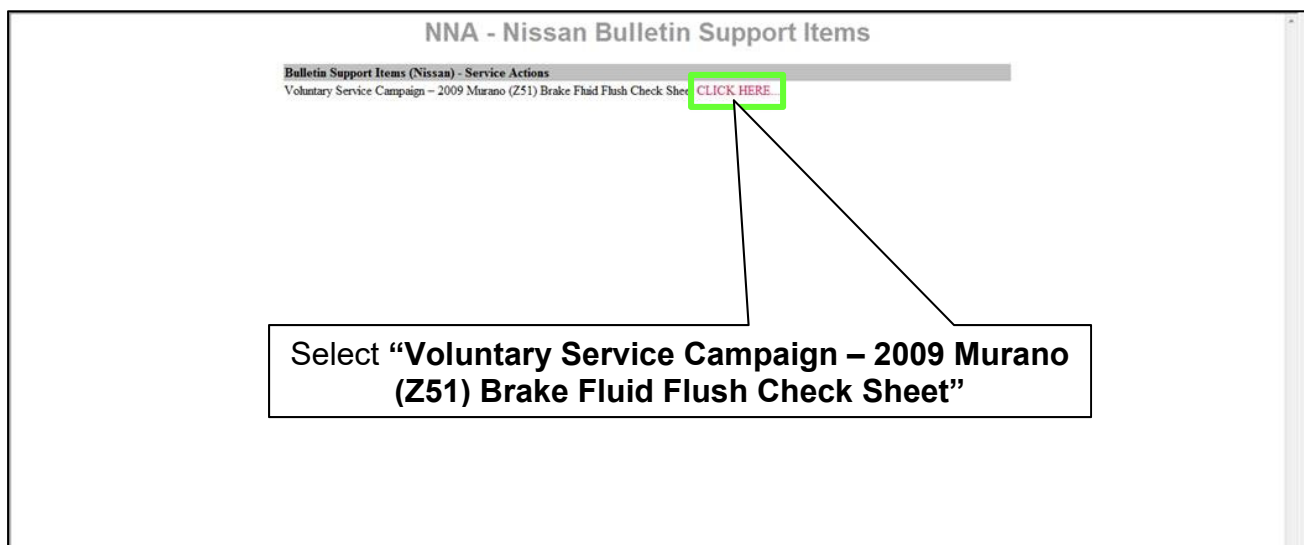 NNA - Nissan Bulletin Support Items
Bulletin Support Items (Nissan) - Service Actions
Voluntary Service Campaign – 2009 Murano (Z51) Brake Fluid Flush Check Shee CLICK HERE...
Select “Voluntary Service Campaign – 2009 Murano
(Z51) Brake Fluid Flush Check Sheet”